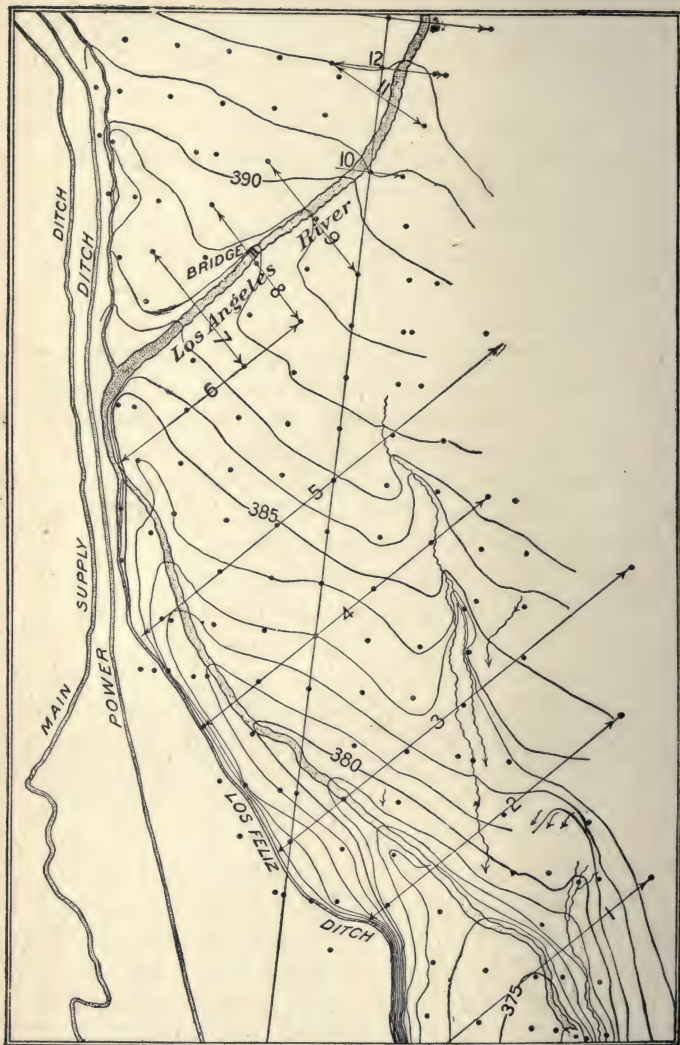 12
11
10
390
DITCH
DITCH
BRIDGE
Los Angeles River
9
8
7
6
5
385
4
MAIN SUPPLY
POWER
3
380
2
LOS FELIZ DITCH
1
375